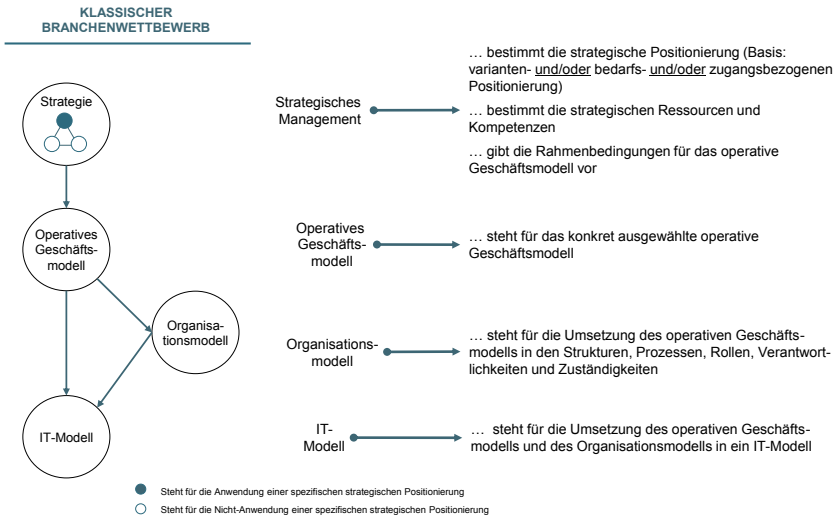 KLASSISCHER
BRANCHENWETTBEWERB
Strategie
Operatives
Geschäfts-
modell
Organisa-
tionsmodell
IT-Modell
Strategisches
Management
… bestimmt die strategische Positionierung (Basis:
varianten- und/oder bedarfs- und/oder zugangsbezogenen
Positionierung)
… bestimmt die strategischen Ressourcen und
Kompetenzen
… gibt die Rahmenbedingungen für das operative
Geschäftsmodell vor
Operatives
Geschäfts-
modell
… steht für das konkret ausgewählte operative
Geschäftsmodell
Organisations-
modell
… steht für die Umsetzung des operativen Geschäfts-
modells in den Strukturen, Prozessen, Rollen, Verantwort-
lichkeiten und Zuständigkeiten
IT-
Modell
… steht für die Umsetzung des operativen Geschäfts-
modells und des Organisationsmodells in ein IT-Modell
Steht für die Anwendung einer spezifischen strategischen Positionierung
Steht für die Nicht-Anwendung einer spezifischen strategischen Positionierung